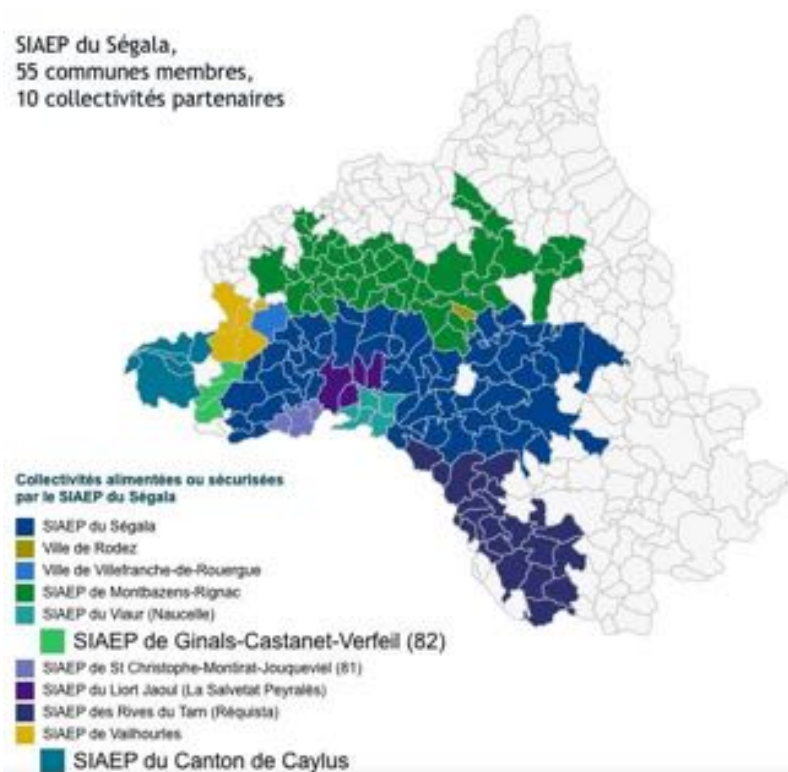 SIAEP du Ségala,
55 communes membres,
10 collectivités partenaires
Collectivités alimentées ou sécurisées
par le SIAEP du Ségala
SIAEP du Ségala
Ville de Rodez
Ville de Villefranche-de-Rouergue
SIAEP de Montbazens-Rignac
SIAEP du Viaur (Naucelle)
SIAEP de Ginals-Castanet-Verfeil (82)
SIAEP de St Christophe-Montirat-Jouqueviel (81)
SIAEP du Liort Jaoul (La Salvetat Peyralès)
SIAEP des Rives du Tarn (Réquista)
SIAEP de Vailhourles
SIAEP du Canton de Caylus